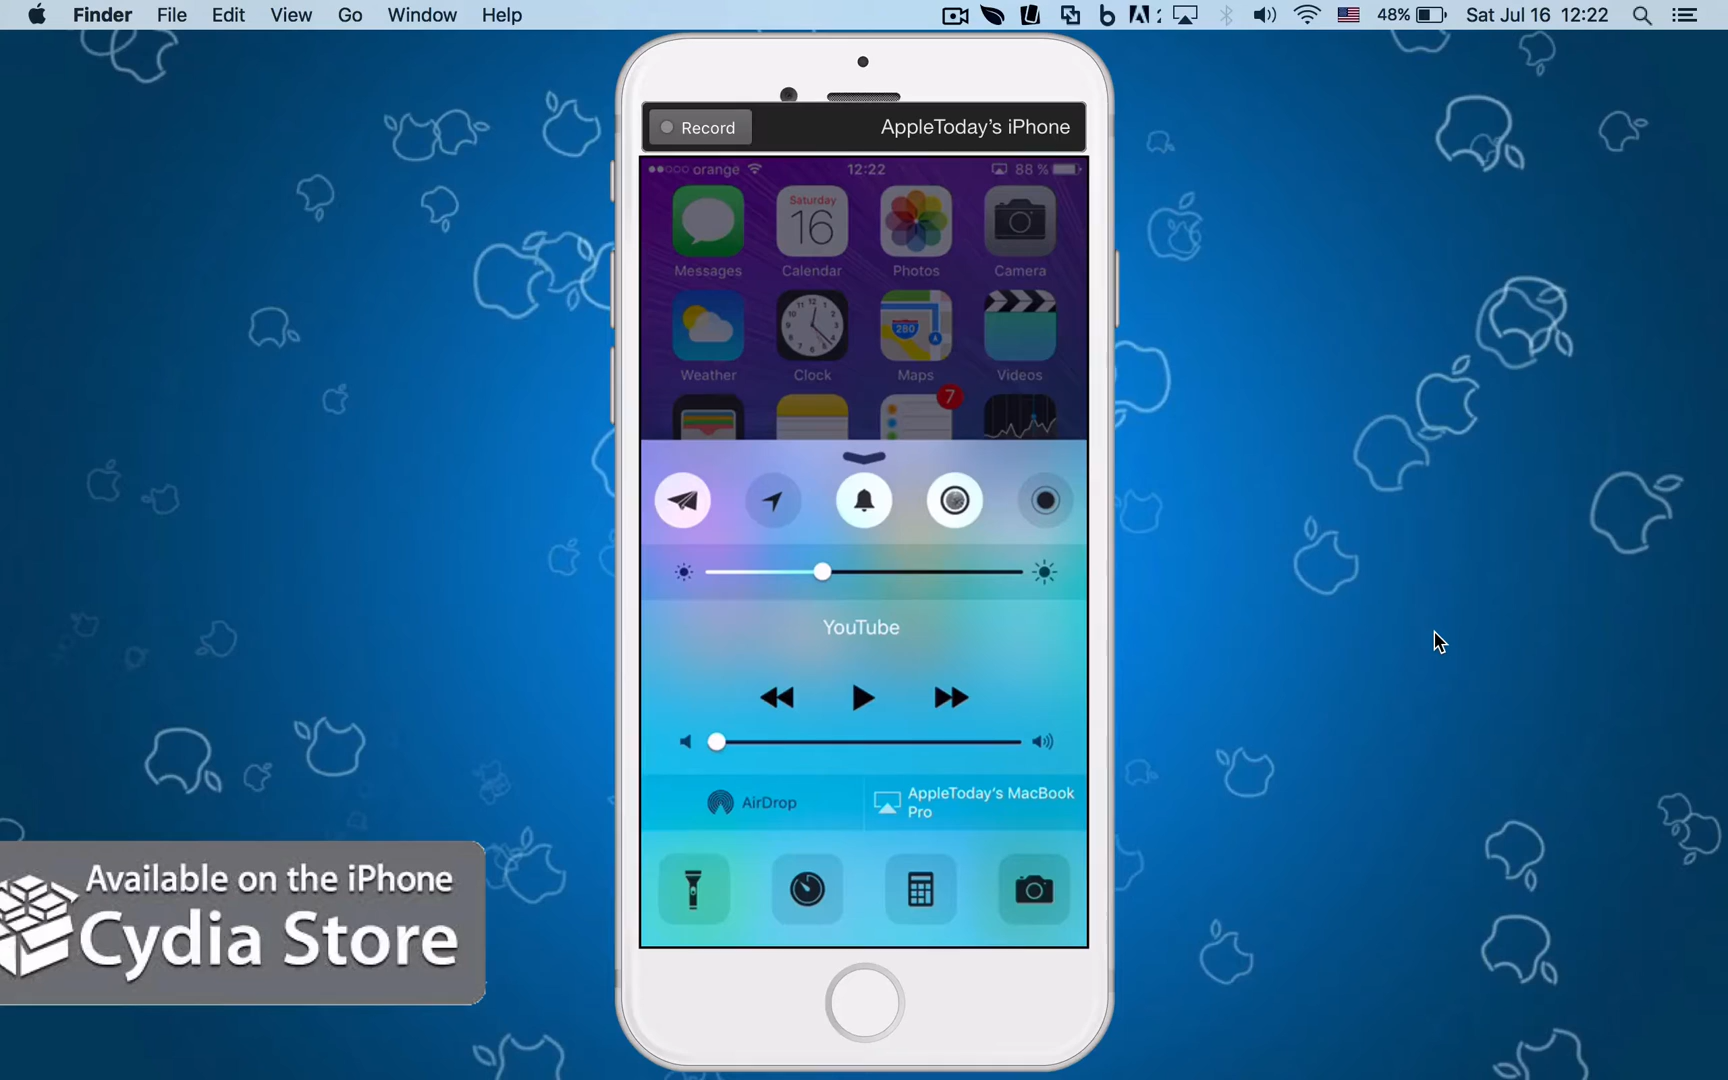 Finder File Edit View Go Window Help 48% Sat Jul 16 12:22
Record AppleToday's iPhone
orange 12:22 88 %
Saturday
16
Messages Calendar Photos Camera
280
Weather Clock Maps Videos
7
YouTube
AirDrop AppleToday's MacBook Pro
Available on the iPhone
Cydia Store